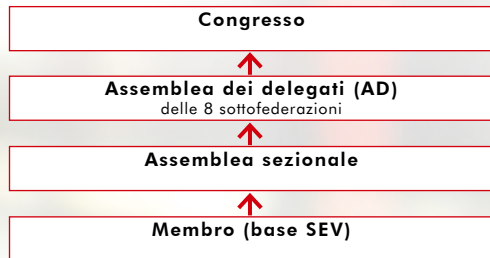 Congresso
Assemblea dei delegati (AD)
delle 8 sottofederazioni
Assemblea sezionale
Membro (base SEV)